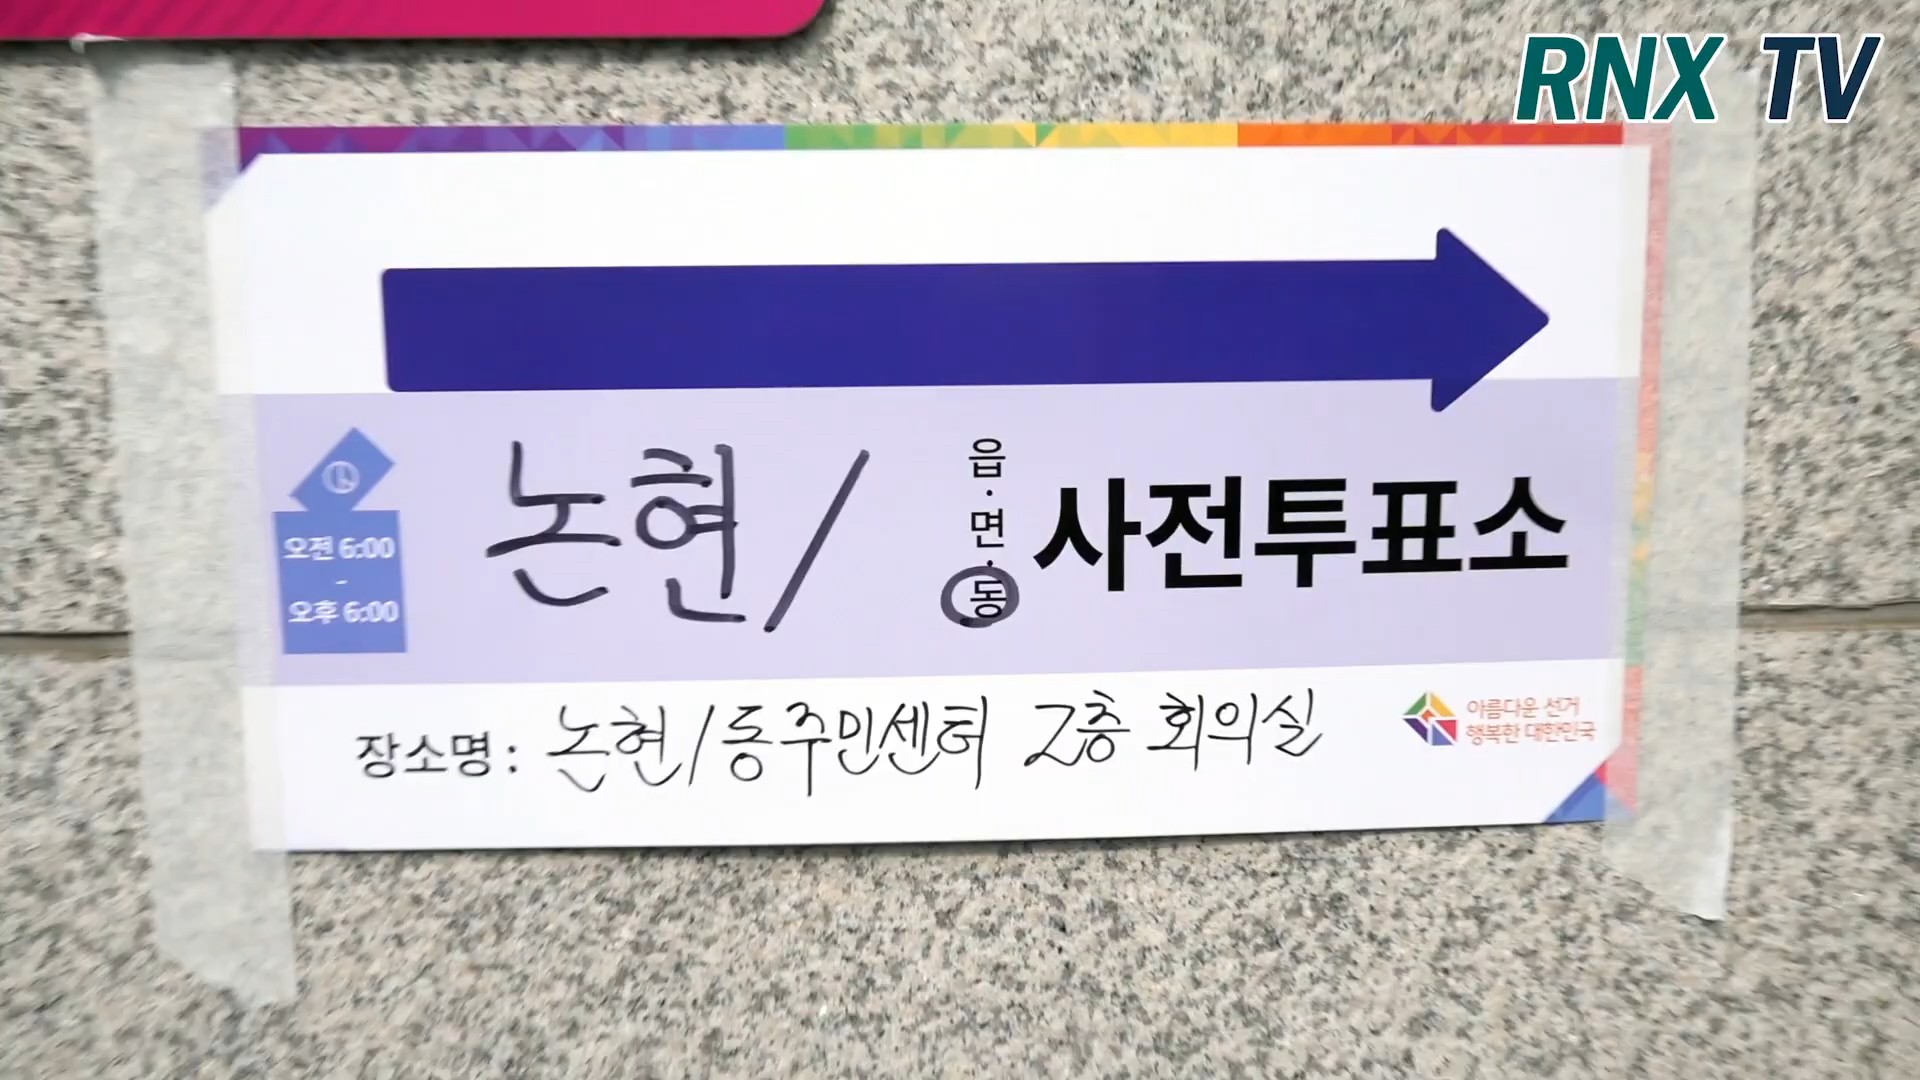 RNX TV
논현1 읍·면·동 사전투표소
오전 6:00
-
오후 6:00
장소명 : 논현1동주민센터 2층 회의실
아름다운 선거
행복한 대한민국